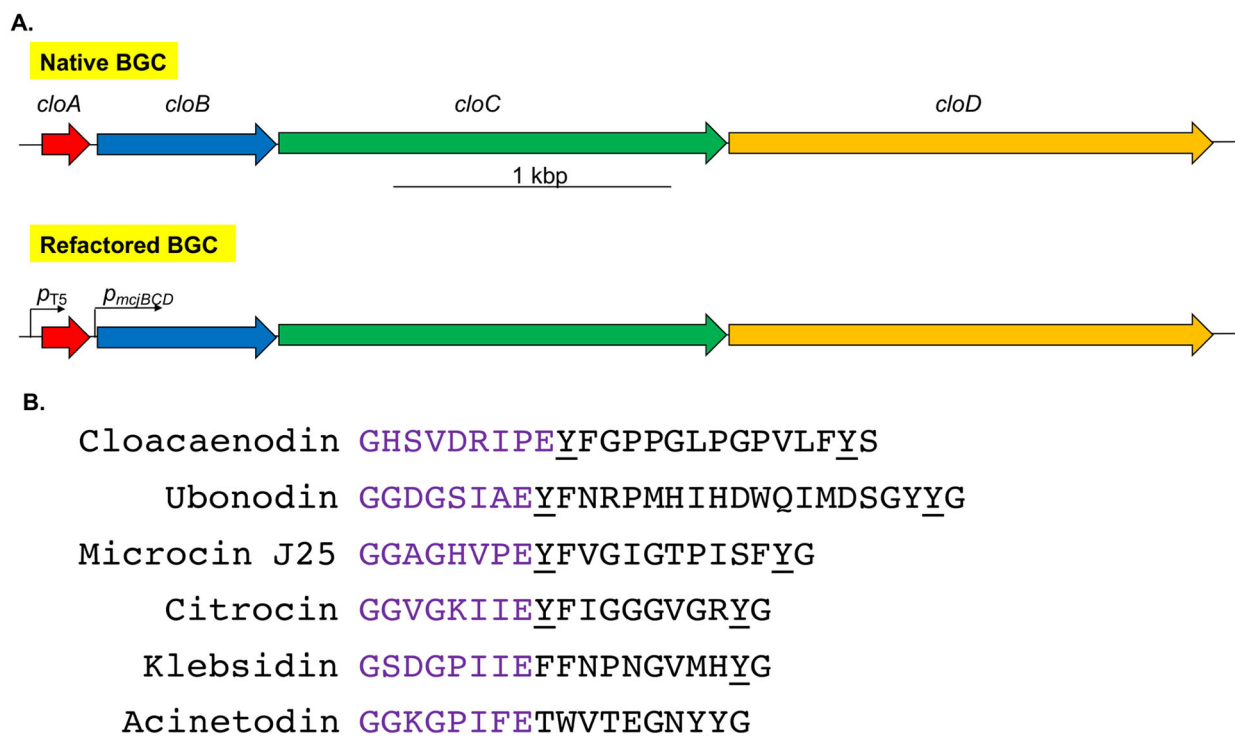 A.
Native BGC
cloA cloB cloC cloD
1 kbp
Refactored BGC
pT5 pmcjBCD
B.
Cloacaenodin GHSVDRIPEYFGPPGLPGPVLFYS
Ubonodin GGDGSIAEYFNRPMHIHDWQIMDSGYYG
Microcin J25 GGAGHVPEYFVGIGTPISFYG
Citrocin GGVGKIIEYFIGGGVGRYG
Klebsidin GSDGPIIEFFNPNGVMHYG
Acinetodin GGKGPIFETWVTEGNYYG